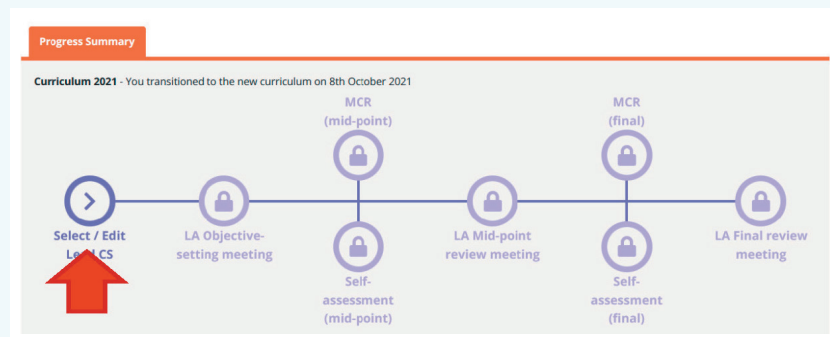 Progress Summary
Curriculum 2021 - You transitioned to the new curriculum on 8th October 2021
MCR
(mid-point)
MCR
(final)
Select / Edit
CS
LA Objective-
setting meeting
LA Mid-point
review meeting
LA Final review
meeting
Self-
assessment
(mid-point)
Self-
assessment
(final)